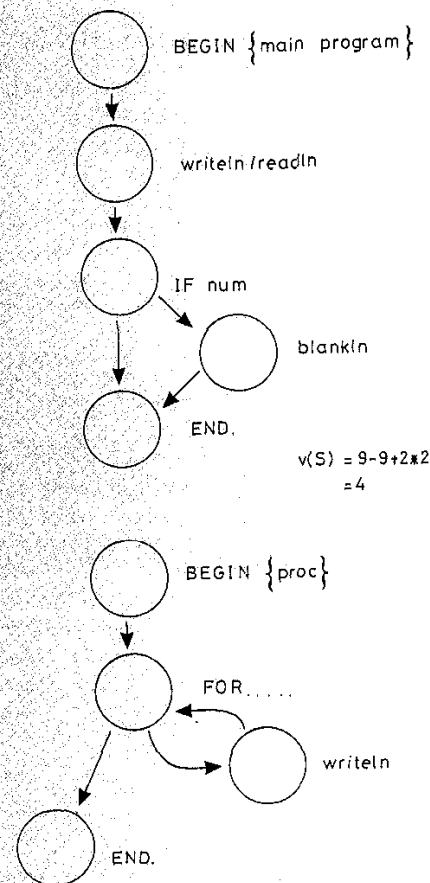 BEGIN {main program}
writeln/readln
IF num
blankln
END.
v(S) = 9-9+2*2
=4
BEGIN {proc}
FOR.....
writeln
END.